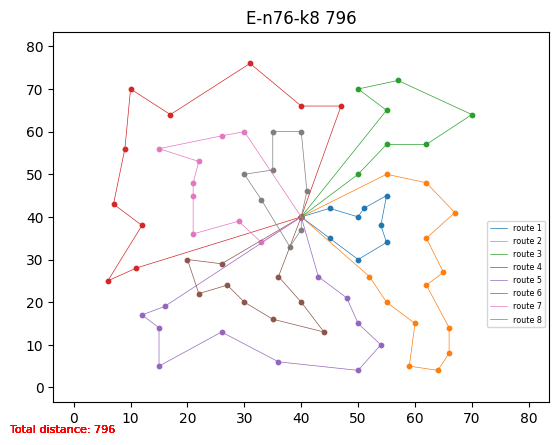 E-n76-k8 796
80
70
60
50
40
30
20
10
0
route 1
route 2
route 3
route 4
route 5
route 6
route 7
route 8
0 10 20 30 40 50 60 70 80
Total distance: 796